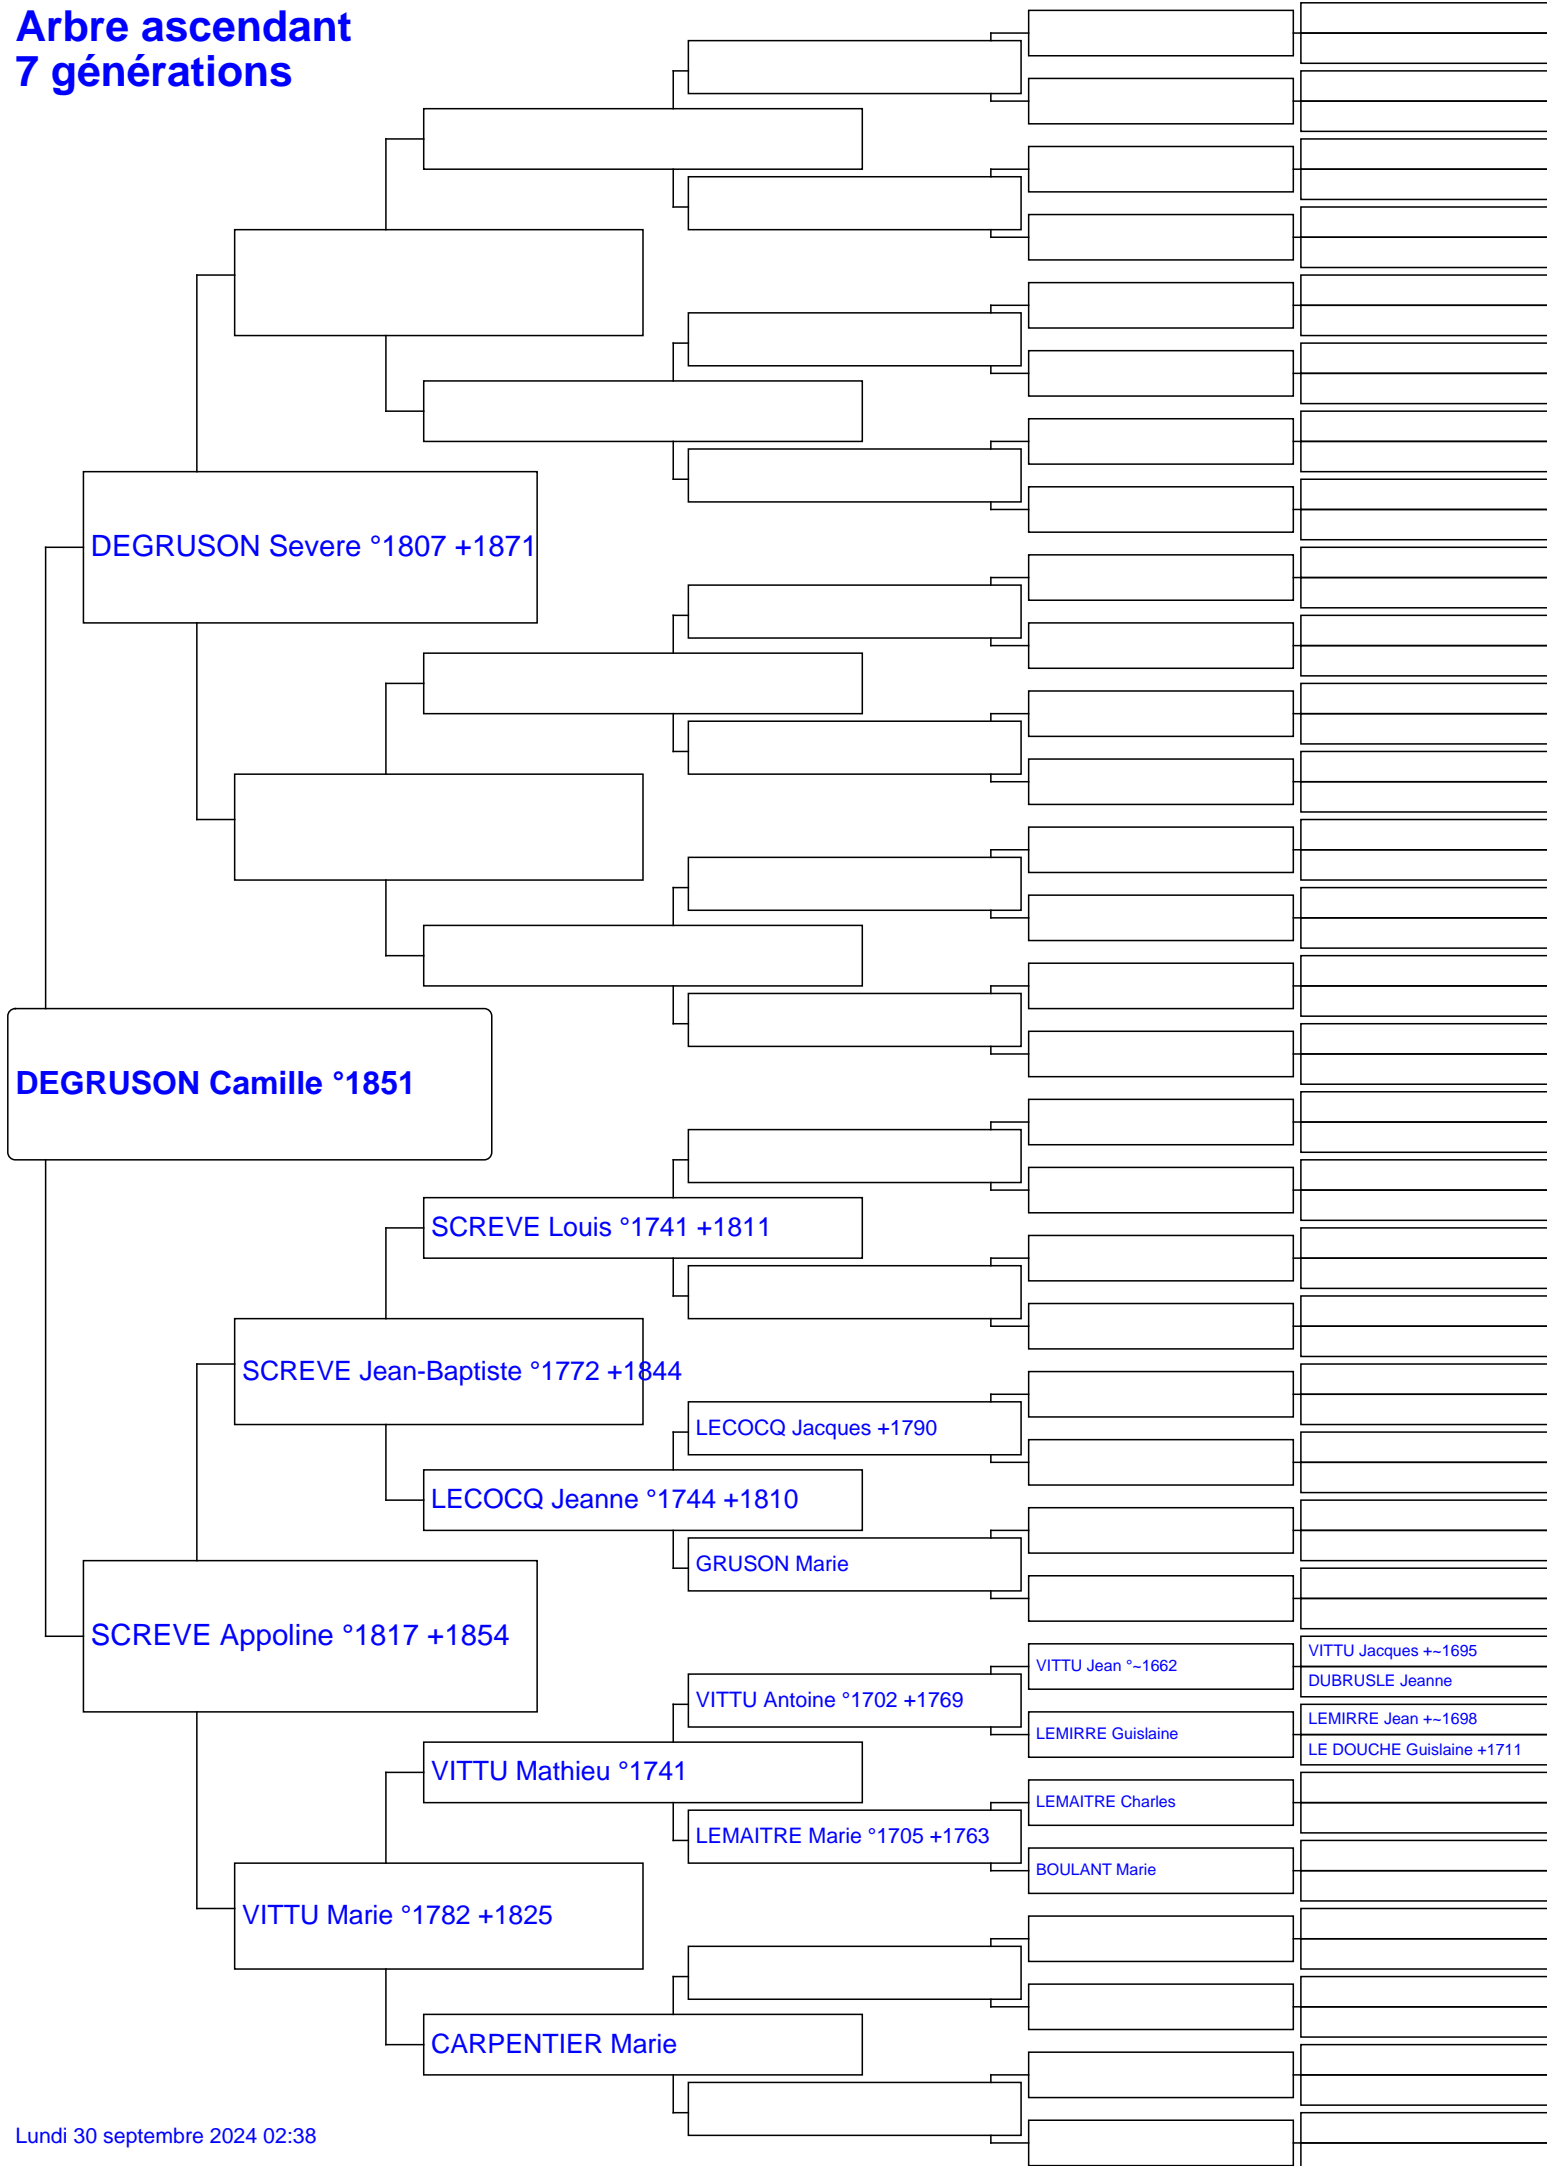 Arbre ascendant
7 générations
DEGRUSON Severe °1807 +1871
DEGRUSON Camille °1851
SCREVE Louis °1741 +1811
SCREVE Jean-Baptiste °1772 +1844
LECOCQ Jacques +1790
LECOCQ Jeanne °1744 +1810
GRUSON Marie
SCREVE Appoline °1817 +1854
VITTU Jacques +~1695
VITTU Jean °~1662
DUBRUSLE Jeanne
VITTU Antoine °1702 +1769
LEMIRRE Jean +~1698
LEMIRRE Guislaine
LE DOUCHE Guislaine +1711
VITTU Mathieu °1741
LEMAITRE Charles
LEMAITRE Marie °1705 +1763
BOULANT Marie
VITTU Marie °1782 +1825
CARPENTIER Marie
Lundi 30 septembre 2024 02:38